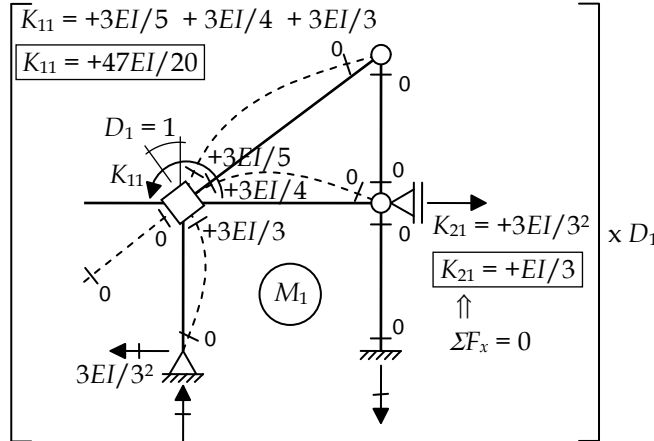 K₁₁ = +3EI/5 + 3EI/4 + 3EI/3
K₁₁ = +47EI/20
0
0
D₁ = 1
K₁₁
+3EI/5
0
0
+3EI/4
+3EI/3
0
0
K₂₁ = +3EI/3²
x D₁
K₂₁ = +EI/3
0
M₁
⇑
0
0
ΣFₓ = 0
3EI/3²